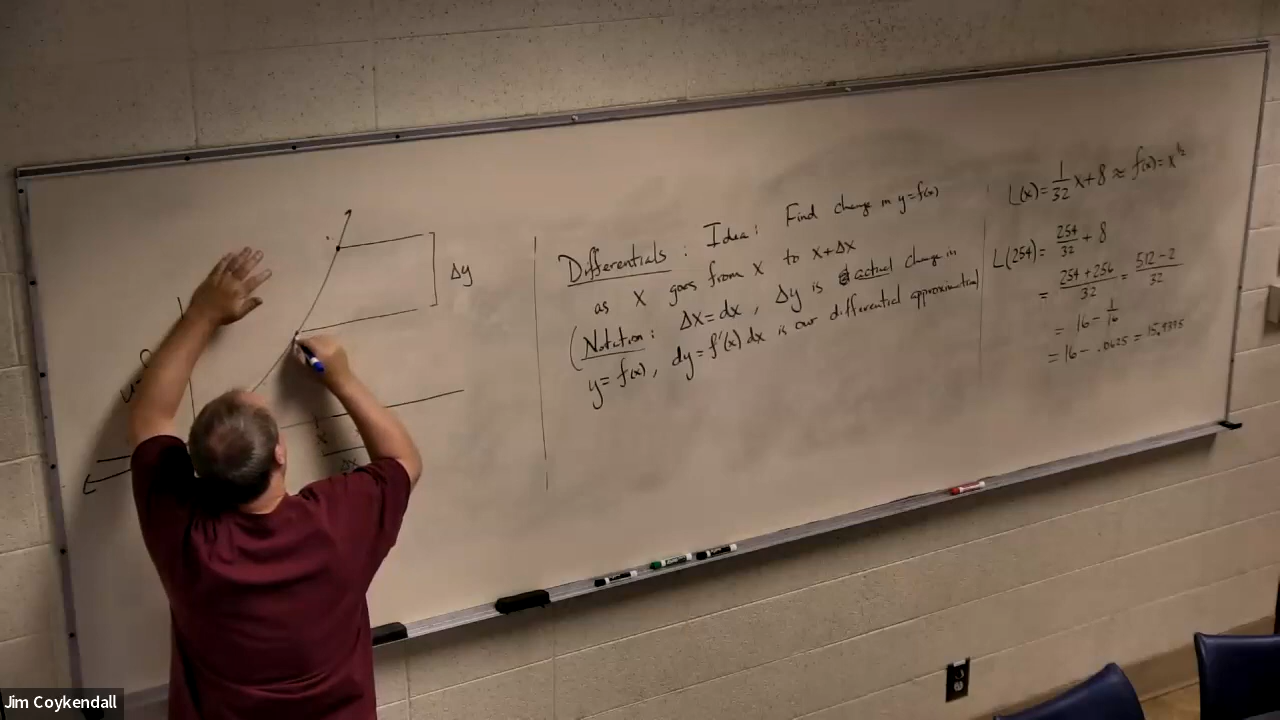 Δy
x
Δx
Differentials : Idea: Find change in y=f(x)
as x goes from x to x+Δx
(Notation: Δx=dx, Δy is actual change in
y=f(x), dy=f'(x)dx is our differential approximation)
L(x)=1/32 x+8≈f(x)=x^1/2
L(254)= 254/32 + 8
= 254+256/32 = 512-2/32
= 16-1/16
=16-.0625=15.9375
Jim Coykendall